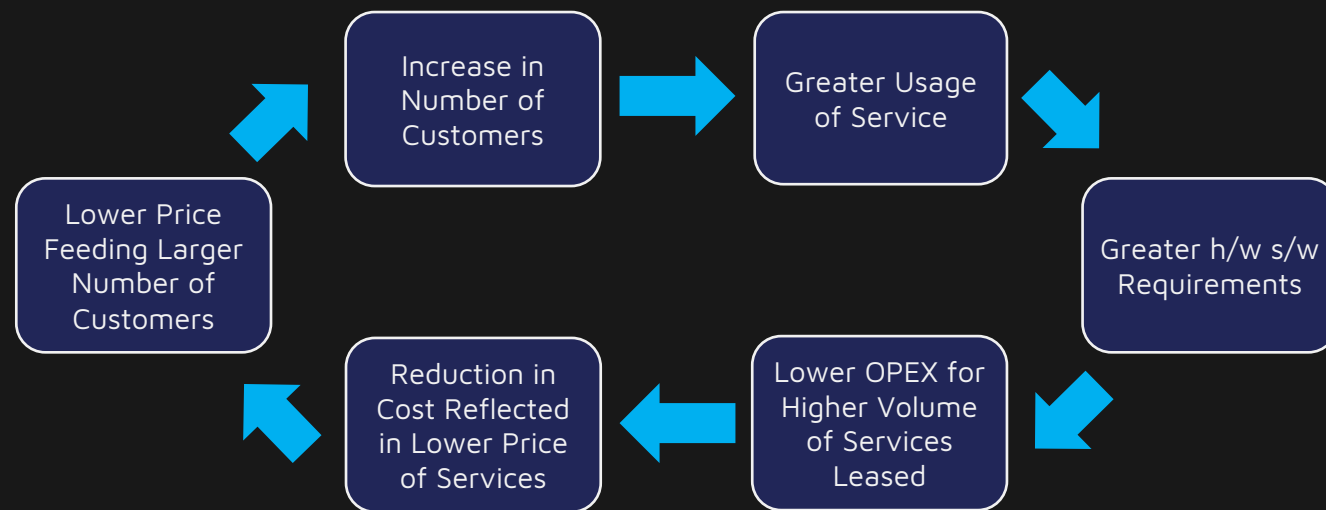 Increase in
Number of
Customers
Greater Usage
of Service
Greater h/w s/w
Requirements
Lower OPEX for
Higher Volume
of Services
Leased
Reduction in
Cost Reflected
in Lower Price
of Services
Lower Price
Feeding Larger
Number of
Customers